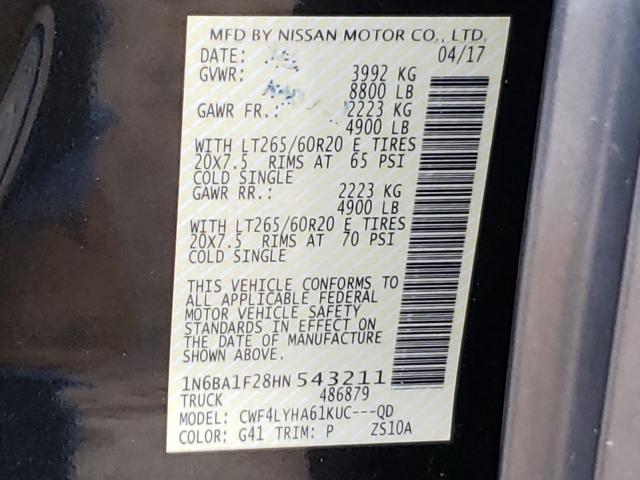 MFD BY NISSAN MOTOR CO., LTD.
DATE: 04/17
GVWR: 3992 KG
8800 LB
GAWR FR.: 2223 KG
4900 LB
WITH LT265/60R20 E TIRES
20X7.5 RIMS AT 65 PSI
COLD SINGLE
GAWR RR.: 2223 KG
4900 LB
WITH LT265/60R20 E TIRES
20X7.5 RIMS AT 70 PSI
COLD SINGLE
THIS VEHICLE CONFORMS TO
ALL APPLICABLE FEDERAL
MOTOR VEHICLE SAFETY
STANDARDS IN EFFECT ON
THE DATE OF MANUFACTURE
SHOWN ABOVE.
1N6BA1F28HN 543211
TRUCK 486879
MODEL: CWF4LYHA61KUC---QD
COLOR: G41 TRIM: P ZS10A